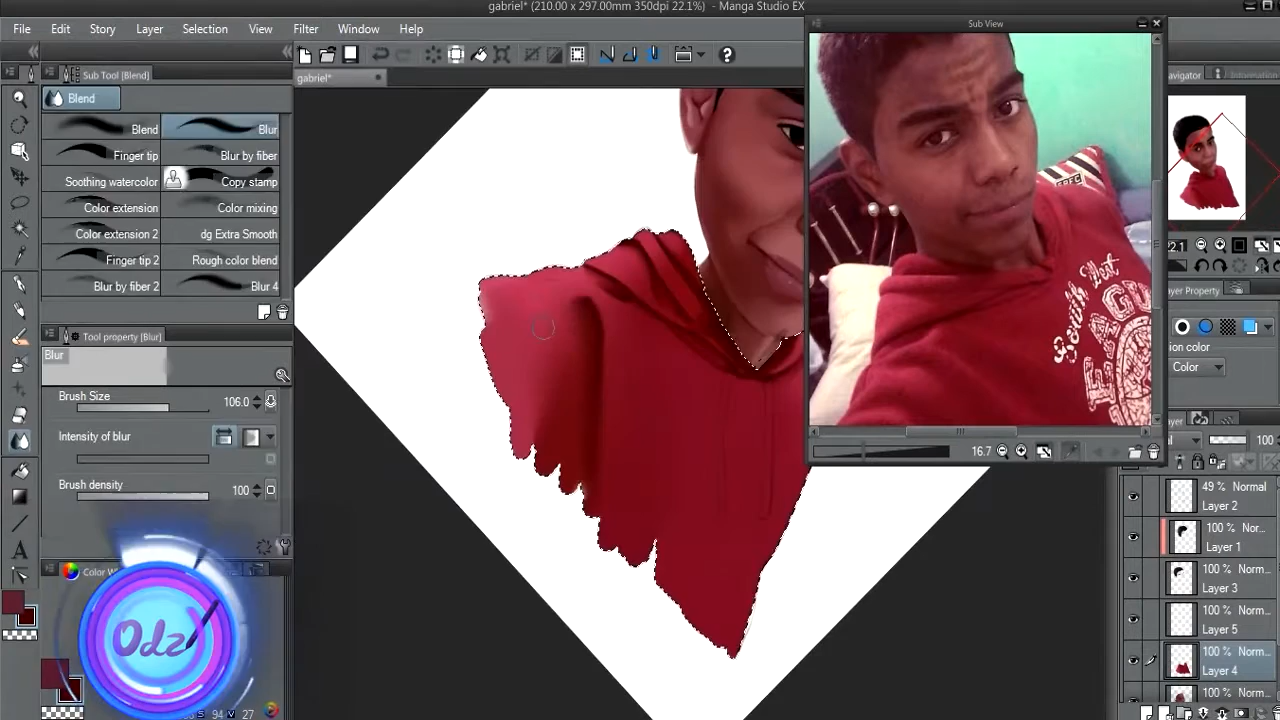 gabriel* (210.00 x 297.00mm 350dpi 22.1%) - Manga Studio EX
File Edit Story Layer Selection View Filter Window Help
Sub View
gabriel*
Sub Tool [Blend]
Blend
Blend Blur
Finger tip Blur by fiber
Soothing watercolor Copy stamp
Color extension Color mixing
Color extension 2 dg Extra Smooth
Finger tip 2 Rough color blend
Blur by fiber 2 Blur 4
Tool property [Blur]
Blur
Brush Size 106.0
Intensity of blur
Brush density 100
Odz
S 94 V 27
EAGL
16.7
Color
100
49 % Normal
Layer 2
100 % Nor...
Layer 1
100 % Norm...
Layer 3
100 % Norm...
Layer 5
100 % Norm...
Layer 4
100 % Norm...